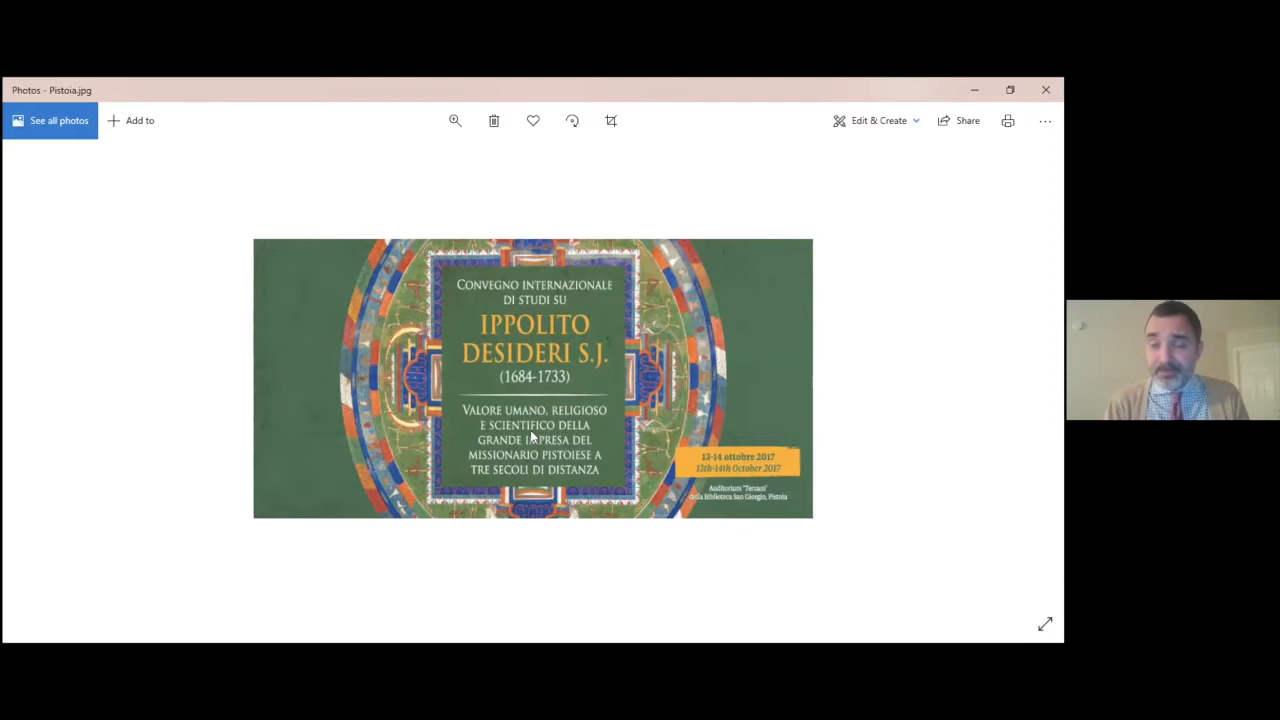 Photos - Pistoia.jpg
See all photos
Add to
Edit & Create
Share
CONVEGNO INTERNAZIONALE
DI STUDI SU
IPPOLITO
DESIDERI S.J.
(1684-1733)
VALORE UMANO, RELIGIOSO
E SCIENTIFICO DELLA
GRANDE IMPRESA DEL
MISSIONARIO PISTOIESE A
TRE SECOLI DI DISTANZA
13-14 ottobre 2017
13th-14th October 2017
Auditorium "Terzani"
della Biblioteca San Giorgio, Pistoia